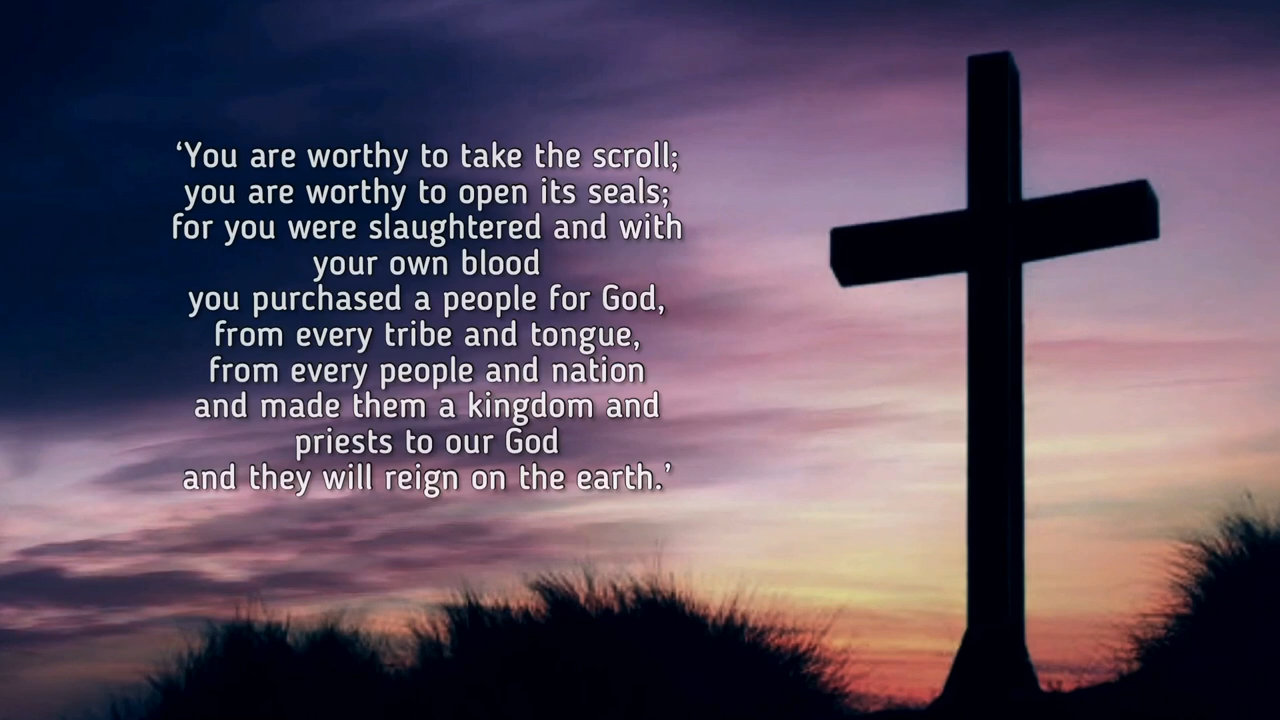 ‘You are worthy to take the scroll;
you are worthy to open its seals;
for you were slaughtered and with
your own blood
you purchased a people for God,
from every tribe and tongue,
from every people and nation
and made them a kingdom and
priests to our God
and they will reign on the earth.’